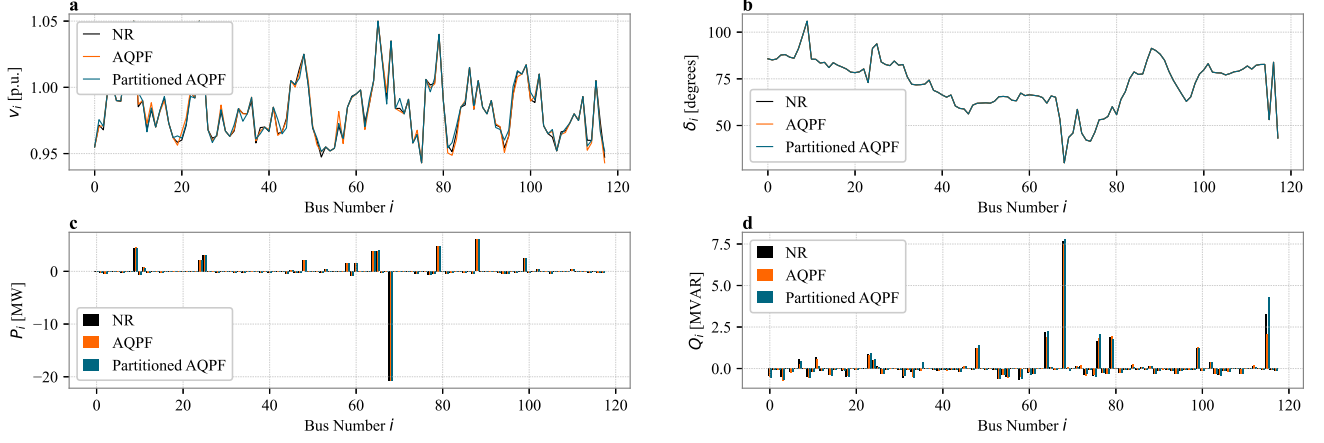 a
1.05
1.00
0.95
v_i [p.u.]
NR
AQPF
Partitioned AQPF
0 20 40 60 80 100 120
Bus Number i
b
100
75
50
δ_i [degrees]
NR
AQPF
Partitioned AQPF
0 20 40 60 80 100 120
Bus Number i
c
0
−10
−20
P_i [MW]
NR
AQPF
Partitioned AQPF
0 20 40 60 80 100 120
Bus Number i
d
7.5
5.0
2.5
0.0
Q_i [MVAR]
NR
AQPF
Partitioned AQPF
0 20 40 60 80 100 120
Bus Number i